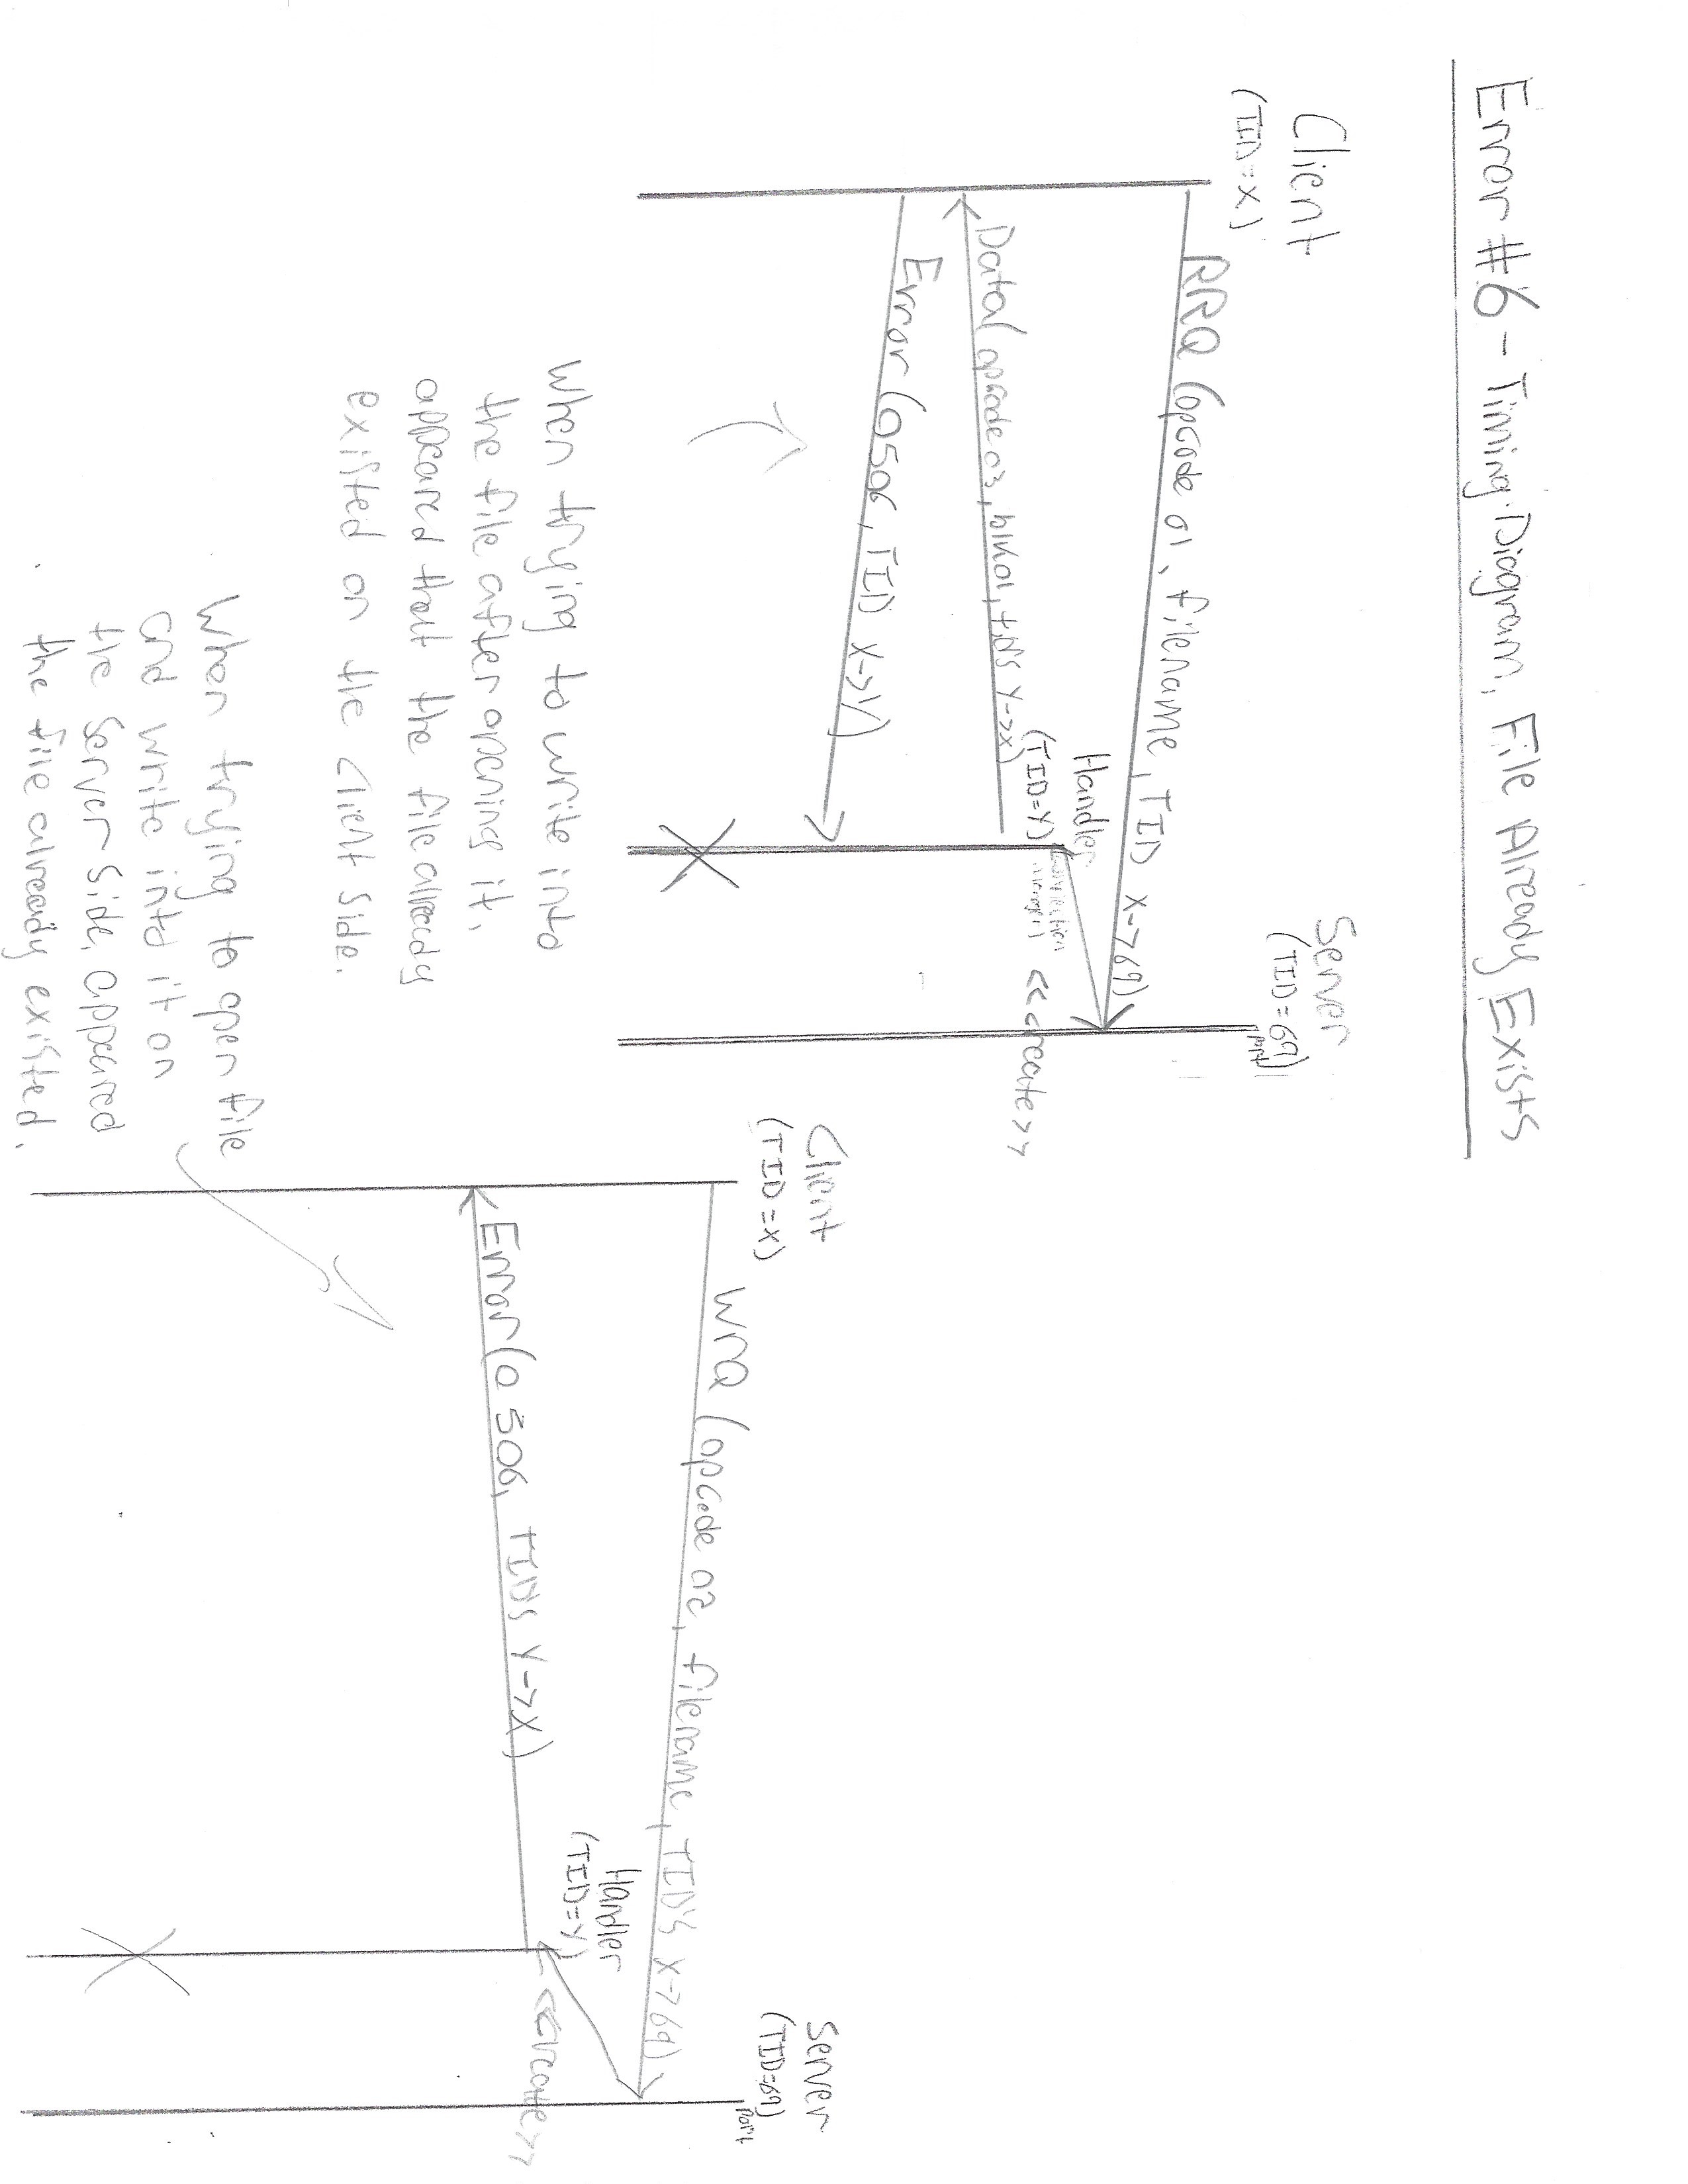 Error #6 - Timing Diagram, File Already Exists
Client
(TID=X)
Server
(TID=69)
port
RRQ (opcode 01, filename, TID X->69)
Handler
(TID=Y)
Connection
<<create>>
Data(opcode 03, blk01, tid's Y->X)
Error (0506, TID X->Y)
When trying to write into
the file after opening it,
appeared that the file already
existed on the client side.
Client
(TID=X)
Server
(TID=69)
port
WRQ (opcode 02, filename, TID's X->69)
Handler
(TID=Y)
<<create>>
Error(0506, TID's Y->X)
When trying to open file
and write into it on
the server side, appeared
the file already existed.